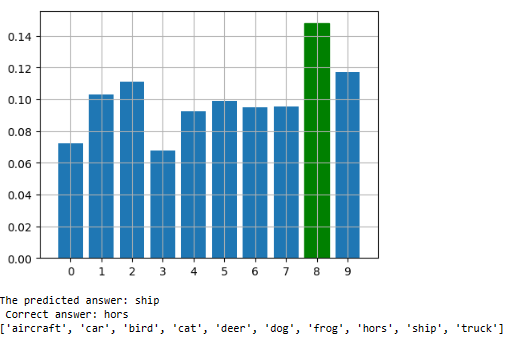 0.14
0.12
0.10
0.08
0.06
0.04
0.02
0.00
0 1 2 3 4 5 6 7 8 9
The predicted answer: ship
Correct answer: hors
['aircraft', 'car', 'bird', 'cat', 'deer', 'dog', 'frog', 'hors', 'ship', 'truck']